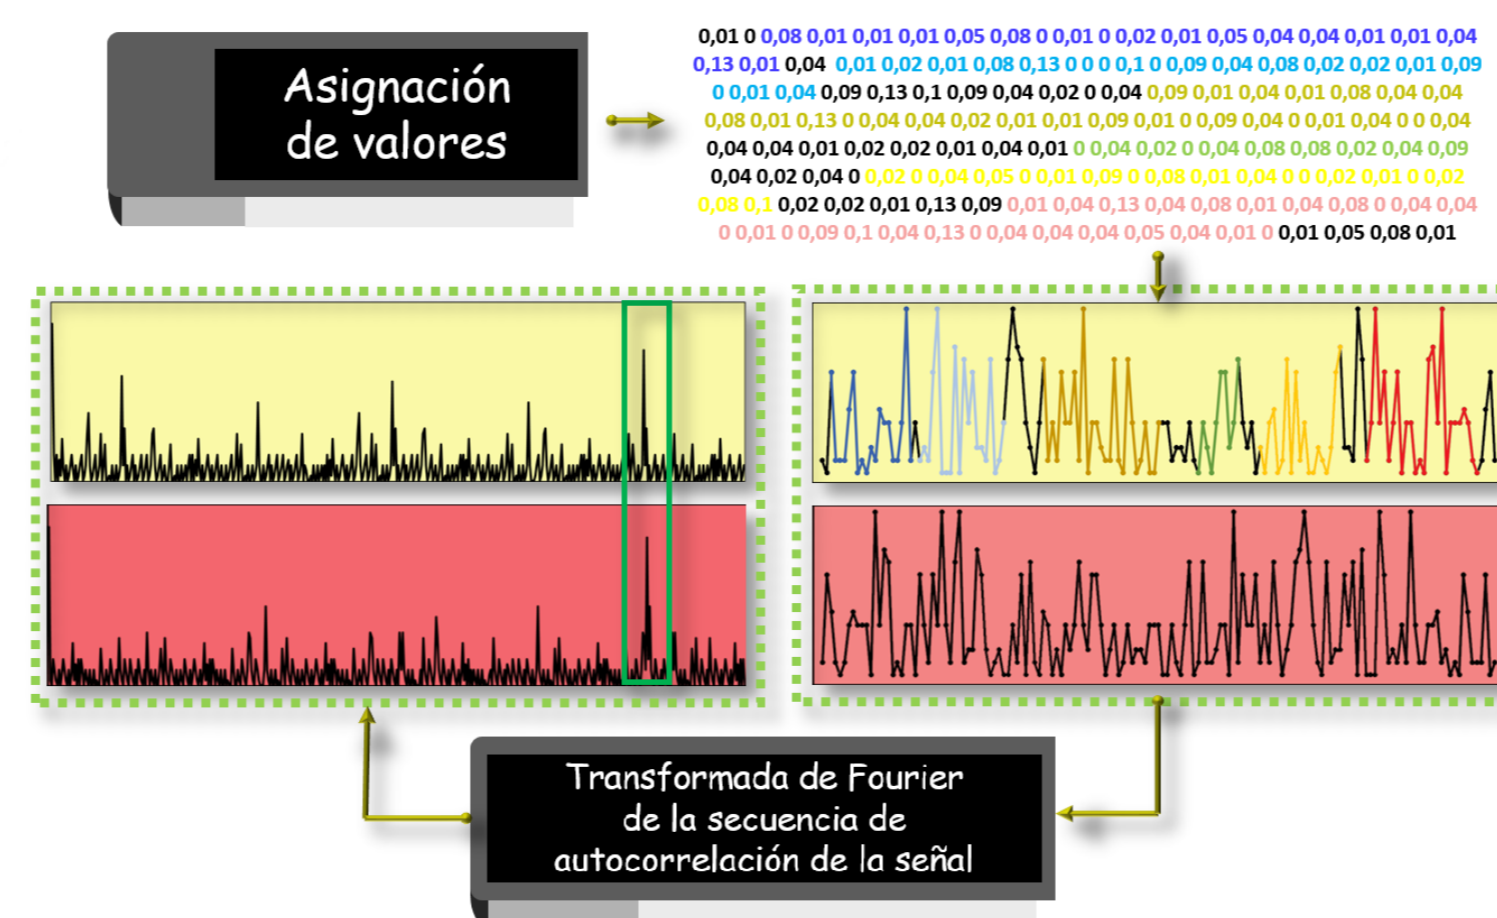 Asignación
de valores
0,01 0 0,08 0,01 0,01 0,01 0,05 0,08 0 0,01 0 0,02 0,01 0,05 0,04 0,04 0,01 0,01 0,04
0,13 0,01 0,04 0,01 0,02 0,01 0,08 0,13 0 0 0 0,1 0 0,09 0,04 0,08 0,02 0,02 0,01 0,09
0 0,01 0,04 0,09 0,13 0,1 0,09 0,04 0,02 0 0,04 0,09 0,01 0,04 0,01 0,08 0,04 0,04
0,08 0,01 0,13 0 0,04 0,04 0,02 0,01 0,01 0,09 0,01 0 0,09 0,04 0 0,01 0,04 0 0 0,04
0,04 0,04 0,01 0,02 0,02 0,01 0,04 0,01 0 0,04 0,02 0 0,04 0,08 0,08 0,02 0,04 0,09
0,04 0,02 0,04 0 0,02 0 0,04 0,05 0 0,01 0,09 0 0,08 0,01 0,04 0 0 0,02 0,01 0 0,02
0,08 0,1 0,02 0,02 0,01 0,13 0,09 0,01 0,04 0,13 0,04 0,08 0,01 0,04 0,08 0 0,04 0,04
0 0,01 0 0,09 0,1 0,04 0,13 0 0,04 0,04 0,04 0,05 0,04 0,01 0 0,01 0,05 0,08 0,01
Transformada de Fourier
de la secuencia de
autocorrelación de la señal